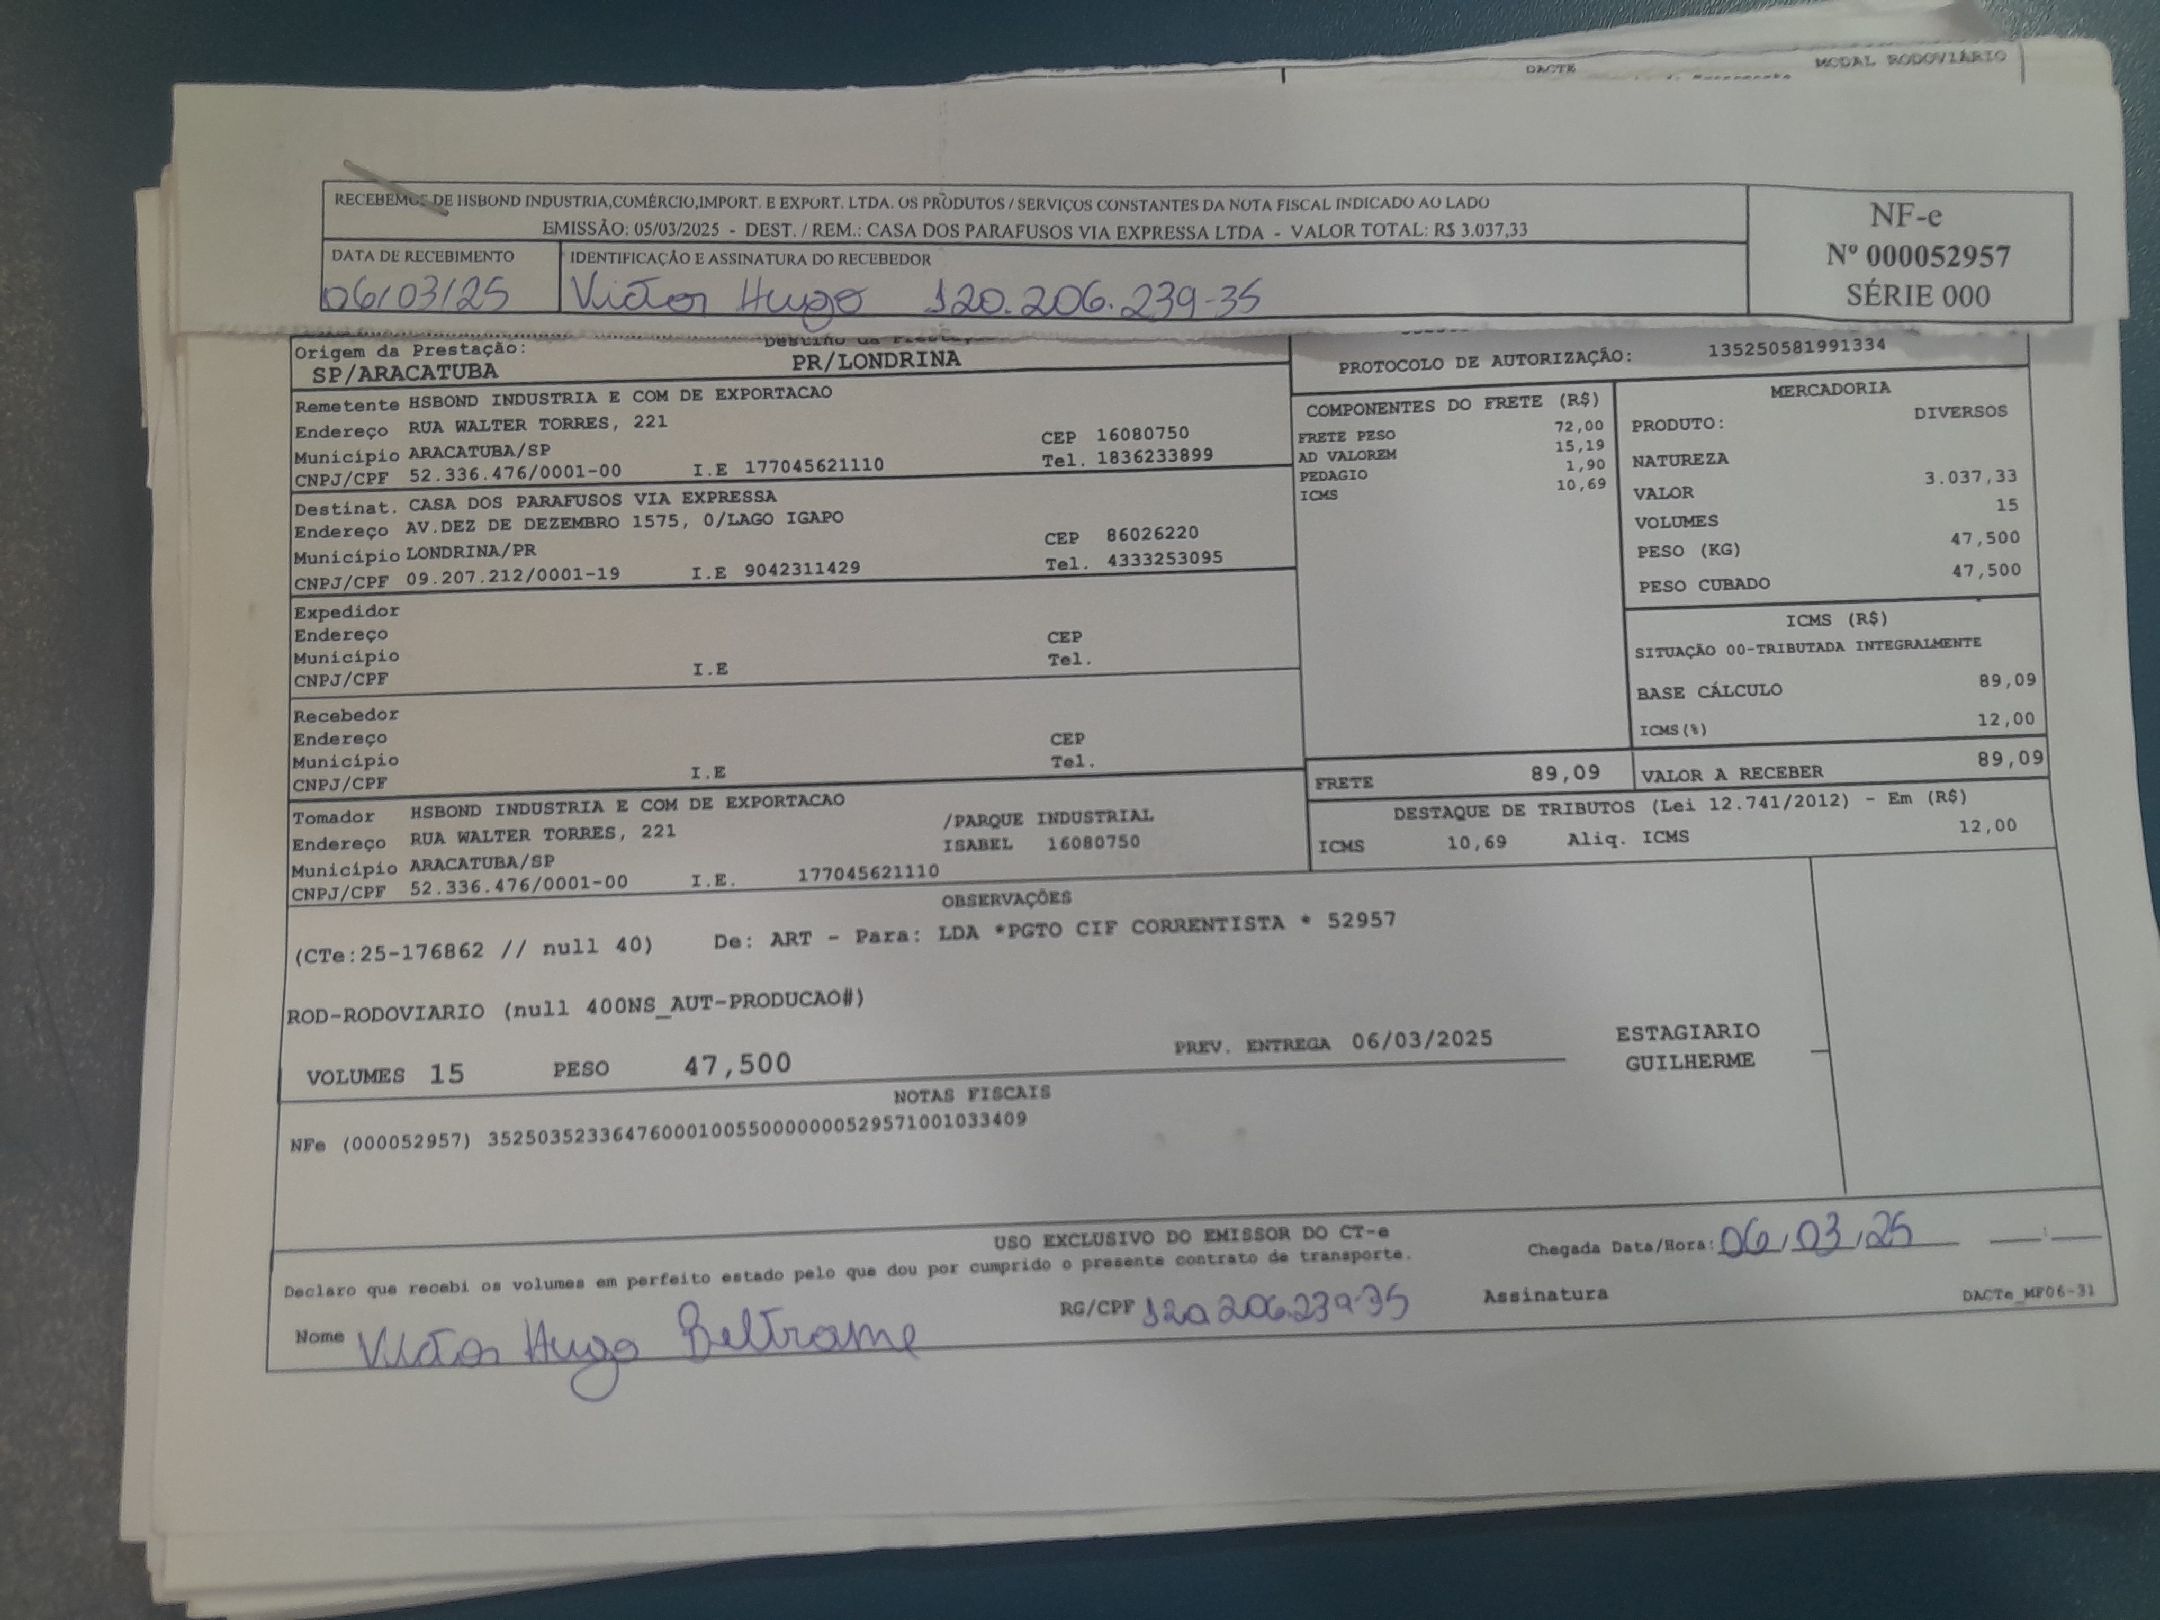 DACTE
MODAL RODOVIÁRIO
RECEBEMOS DE HSBOND INDUSTRIA,COMÉRCIO,IMPORT. E EXPORT. LTDA. OS PRODUTOS / SERVIÇOS CONSTANTES DA NOTA FISCAL INDICADO AO LADO
EMISSÃO: 05/03/2025 - DEST. / REM.: CASA DOS PARAFUSOS VIA EXPRESSA LTDA - VALOR TOTAL: R$ 3.037,33
NF-e
Nº 000052957
SÉRIE 000
DATA DE RECEBIMENTO
06/03/25
IDENTIFICAÇÃO E ASSINATURA DO RECEBEDOR
Victor Hugo 120.206.239-35
Origem da Prestação:
SP/ARACATUBA
PR/LONDRINA
PROTOCOLO DE AUTORIZAÇÃO: 135250581991334
Remetente HSBOND INDUSTRIA E COM DE EXPORTACAO
Endereço RUA WALTER TORRES, 221
CEP 16080750
Município ARACATUBA/SP
Tel. 1836233899
CNPJ/CPF 52.336.476/0001-00 I.E 177045621110
Destinat. CASA DOS PARAFUSOS VIA EXPRESSA
Endereço AV.DEZ DE DEZEMBRO 1575, 0/LAGO IGAPO
CEP 86026220
Município LONDRINA/PR
Tel. 4333253095
CNPJ/CPF 09.207.212/0001-19 I.E 9042311429
Expedidor
Endereço CEP
Município Tel.
CNPJ/CPF I.E
Recebedor
Endereço CEP
Município Tel.
CNPJ/CPF I.E
Tomador HSBOND INDUSTRIA E COM DE EXPORTACAO
Endereço RUA WALTER TORRES, 221 /PARQUE INDUSTRIAL
Município ARACATUBA/SP ISABEL 16080750
CNPJ/CPF 52.336.476/0001-00 I.E. 177045621110
COMPONENTES DO FRETE (R$)
FRETE PESO 72,00
AD VALOREM 15,19
PEDAGIO 1,90
ICMS 10,69
MERCADORIA
PRODUTO: DIVERSOS
NATUREZA
VALOR 3.037,33
VOLUMES 15
PESO (KG) 47,500
PESO CUBADO 47,500
ICMS (R$)
SITUAÇÃO 00-TRIBUTADA INTEGRALMENTE
BASE CÁLCULO 89,09
ICMS(%) 12,00
FRETE 89,09
VALOR A RECEBER 89,09
DESTAQUE DE TRIBUTOS (Lei 12.741/2012) - Em (R$)
ICMS 10,69 Aliq. ICMS 12,00
OBSERVAÇÕES
(CTe:25-176862 // null 40) De: ART - Para: LDA *PGTO CIF CORRENTISTA * 52957
ROD-RODOVIARIO (null 400NS_AUT-PRODUCAO#)
VOLUMES 15 PESO 47,500
PREV. ENTREGA 06/03/2025
ESTAGIARIO
GUILHERME
NOTAS FISCAIS
NFe (000052957) 35250352336476000100550000000529571001033409
USO EXCLUSIVO DO EMISSOR DO CT-e
Declaro que recebi os volumes em perfeito estado pelo que dou por cumprido o presente contrato de transporte.
Chegada Data/Hora: 06/03/25 :
Nome Victor Hugo Beltrame
RG/CPF 120.206.239-35
Assinatura
DACTe_MF06-31